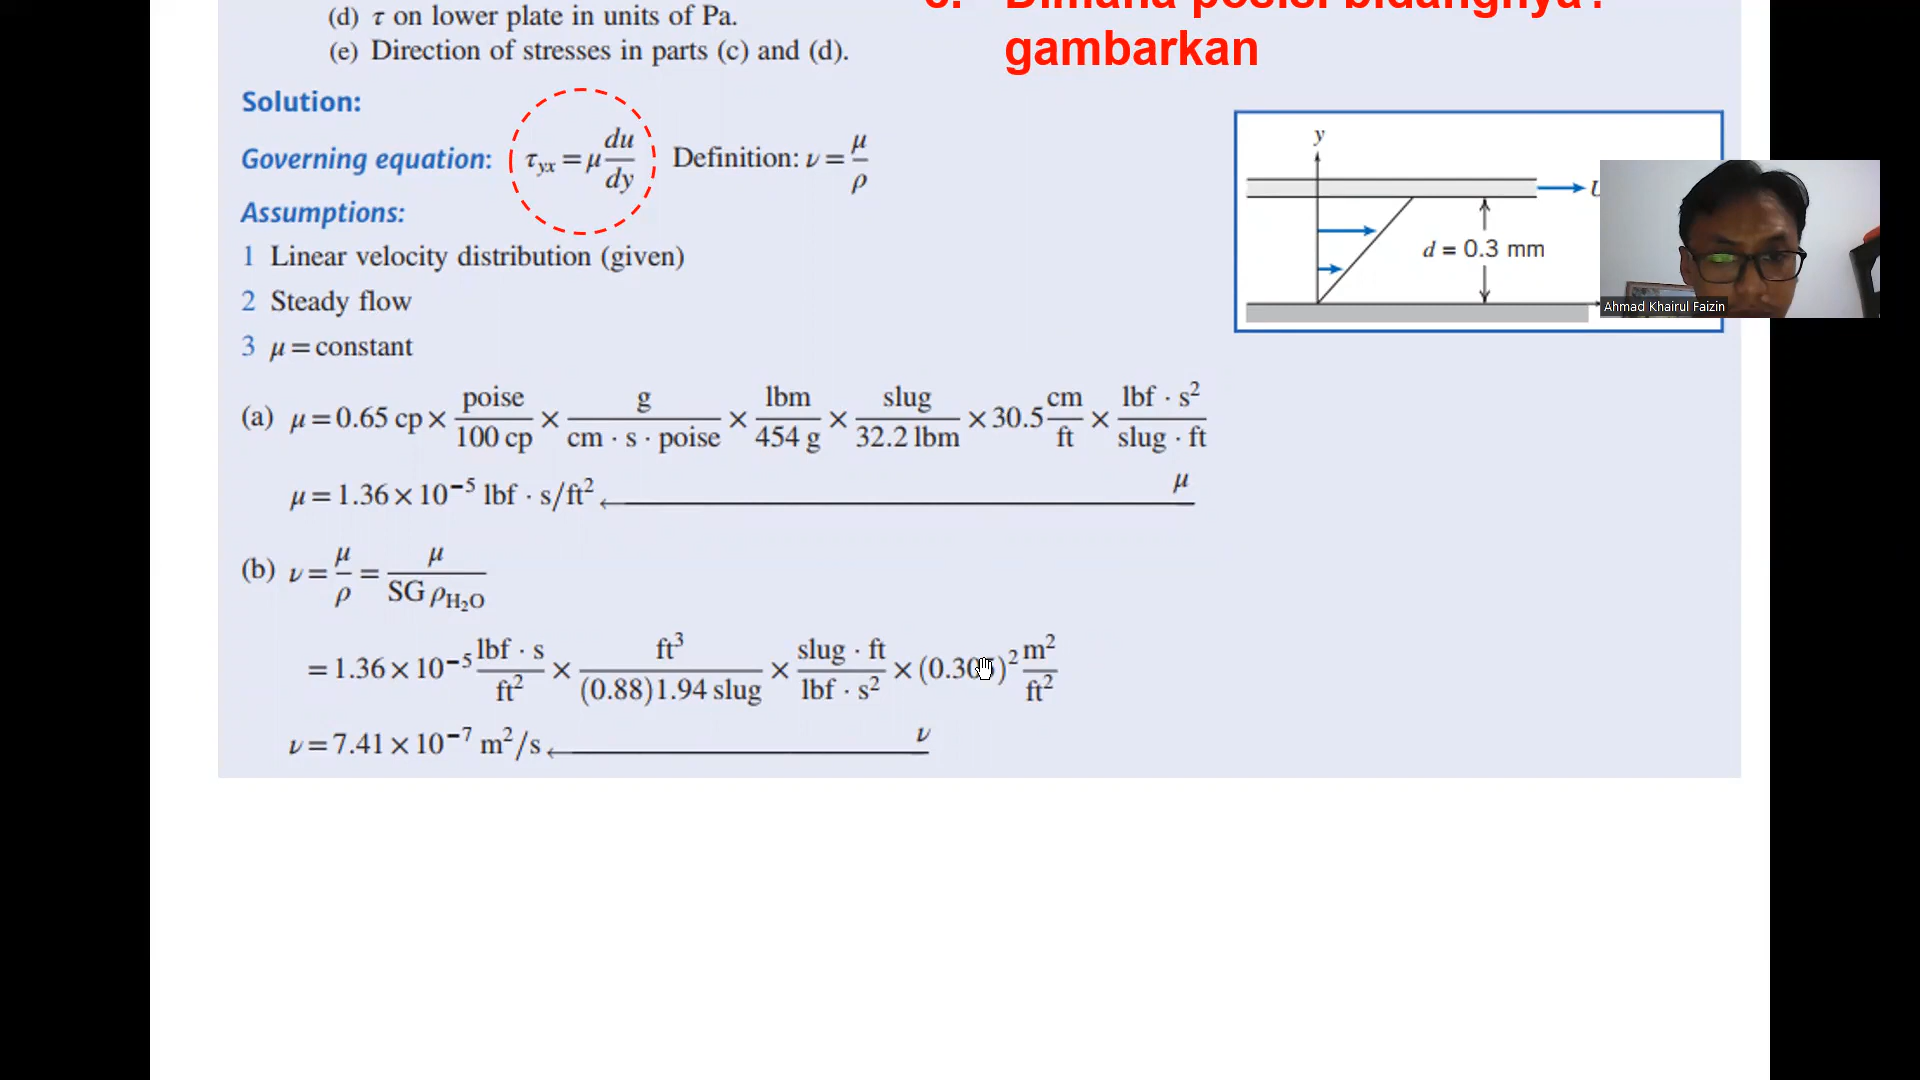 (d) τ on lower plate in units of Pa.
(e) Direction of stresses in parts (c) and (d).
gambarkan
Solution:
Governing equation: τyx = μ du/dy Definition: ν = μ/ρ
Assumptions:
1 Linear velocity distribution (given)
2 Steady flow
3 μ = constant
y
d = 0.3 mm
Ahmad Khairul Faizin
(a) μ = 0.65 cp × poise/100 cp × g/cm · s · poise × lbm/454 g × slug/32.2 lbm × 30.5 cm/ft × lbf · s²/slug · ft
μ = 1.36 × 10⁻⁵ lbf · s/ft² ← μ
(b) ν = μ/ρ = μ/SG ρH₂O
= 1.36 × 10⁻⁵ lbf · s/ft² × ft³/(0.88)1.94 slug × slug · ft/lbf · s² × (0.305)² m²/ft²
ν = 7.41 × 10⁻⁷ m²/s ← ν